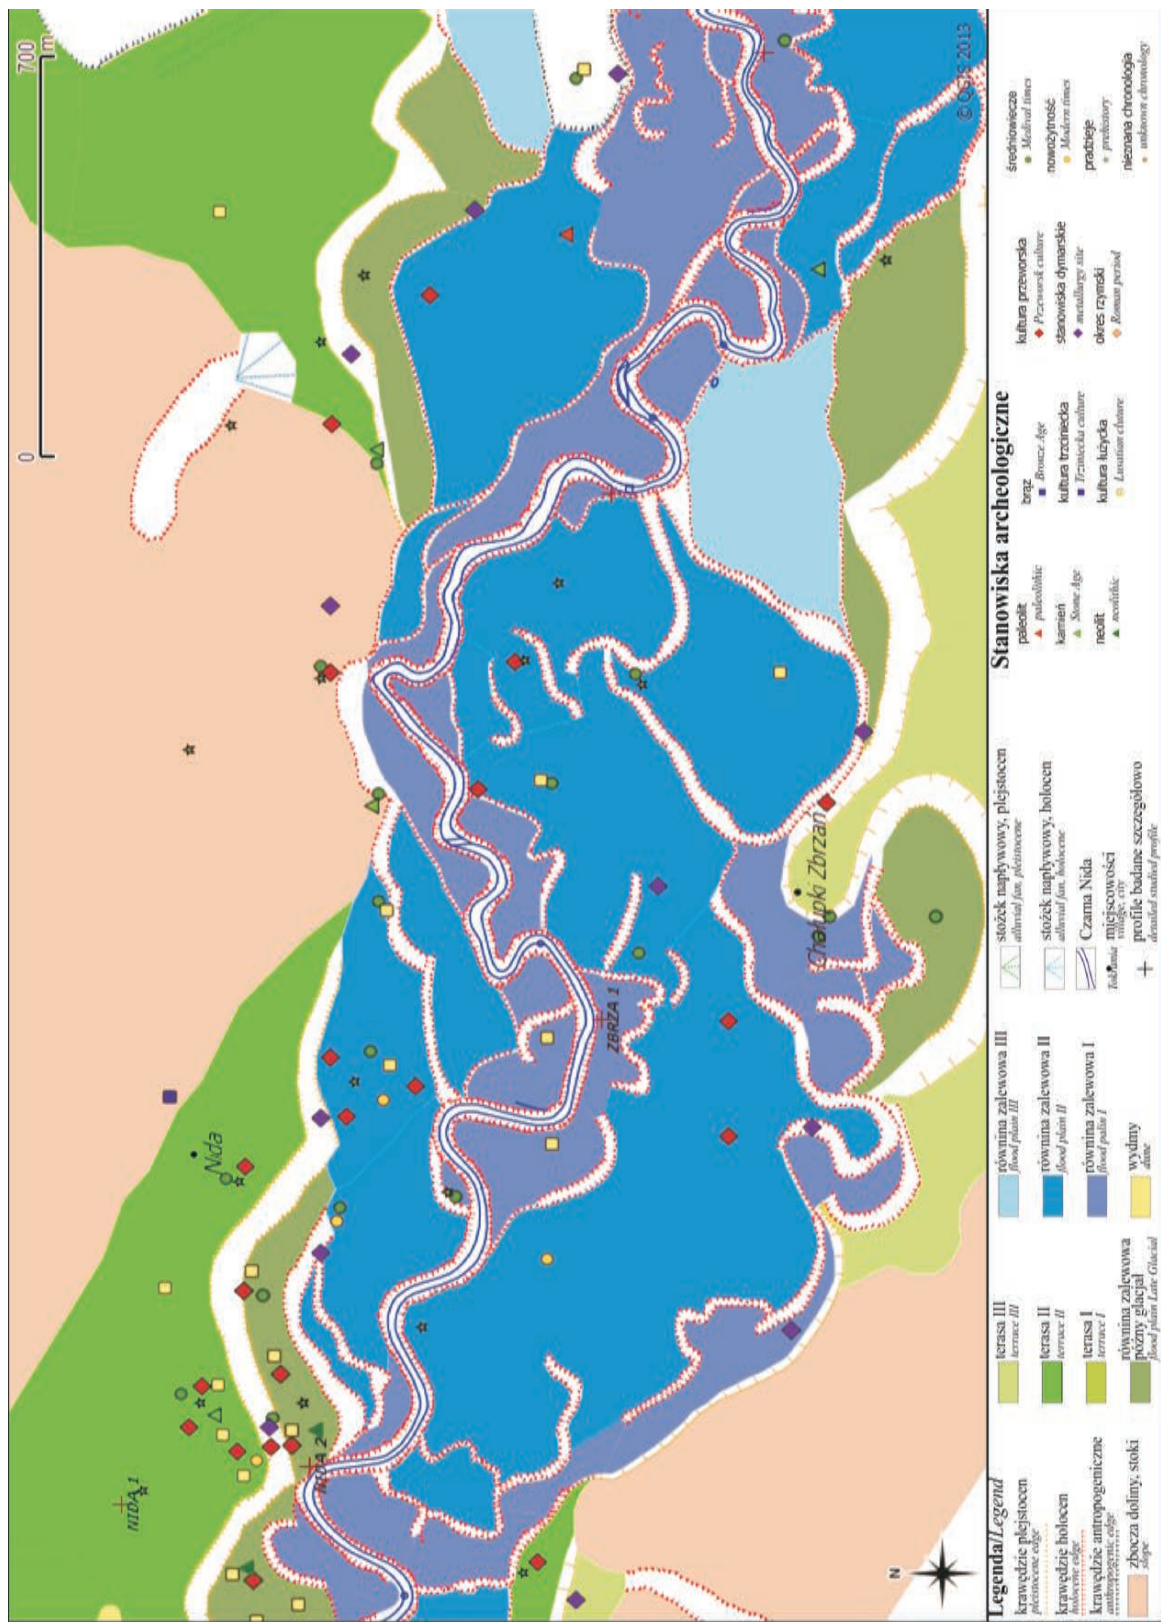 0 700
m
NIDA 1
NIDA 2
Nida
ZBRZA 1
Chałupki Zbrzań
© QGIS 2013
N
Legenda/Legend
krawędzie plejstocen
pleistocene edge
krawędzie holocen
holocene edge
krawędzie antropogeniczne
anthropogenic edge
zbocza doliny, stoki
slope
terasa III
terrace III
terasa II
terrace II
terasa I
terrace I
równina zalewowa
późny glacjał
flood plain Late Glacial
równina zalewowa III
flood plain III
równina zalewowa II
flood plain II
równina zalewowa I
flood palin I
wydmy
dune
stożek napływowy, plejstocen
alluvial fan, pleistocene
stożek napływowy, holocen
alluvial fan, holocene
Czarna Nida
Tokarnia
miejscowości
village, city
profile badane szczegółowo
detailed studied profile
Stanowiska archeologiczne
paleolit
paleolithic
kamień
Stone Age
neolit
neolithic
brąz
Bronze Age
kultura trzciniecka
Trzciniecka culture
kultura łużycka
Lusatian cluture
kultura przeworska
Przeworsk culture
stanowiska dymarskie
metallurgy site
okres rzymski
Roman period
średniowiecze
Medival times
nowożytność
Modern times
pradzieje
prehistory
nieznana chronologia
unknown chronology